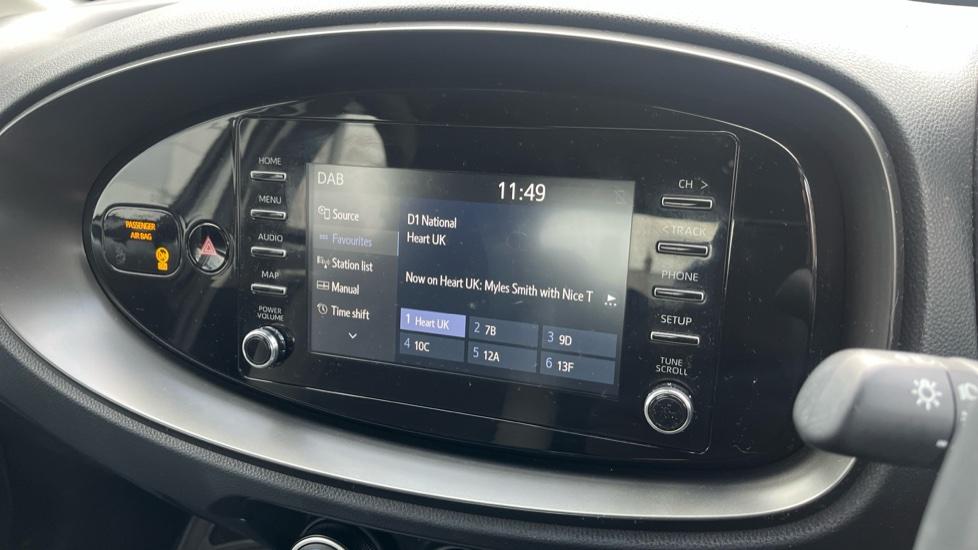 HOME
MENU
AUDIO
MAP
POWER
VOLUME
PASSENGER
AIR BAG
DAB
11:49
Source
Favourites
Station list
Manual
Time shift
D1 National
Heart UK
Now on Heart UK: Myles Smith with Nice T
1 Heart UK
2 7B
3 9D
4 10C
5 12A
6 13F
CH >
< TRACK
PHONE
SETUP
TUNE
SCROLL